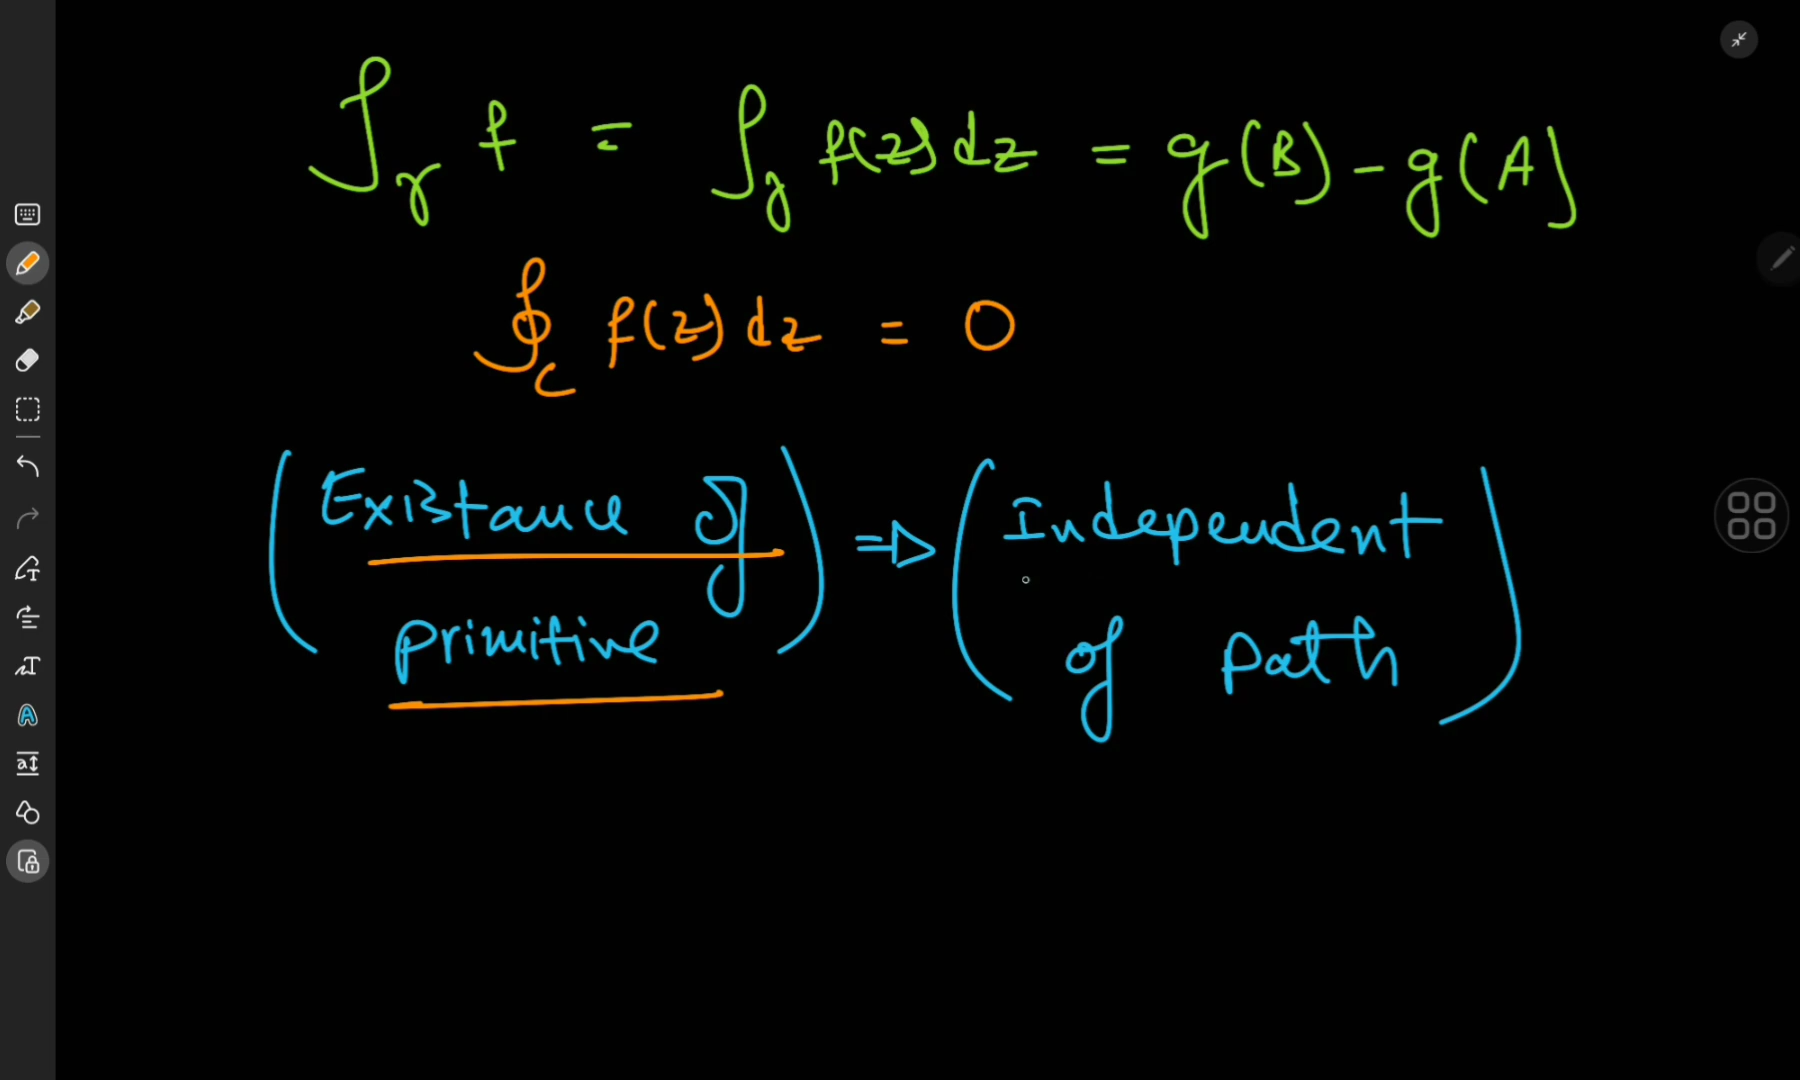 ∫_γ f = ∫_γ f(z) dz = g(B) - g(A)
∮_C f(z) dz = 0
(Existance of primitive) ⇒ (Independent of path)